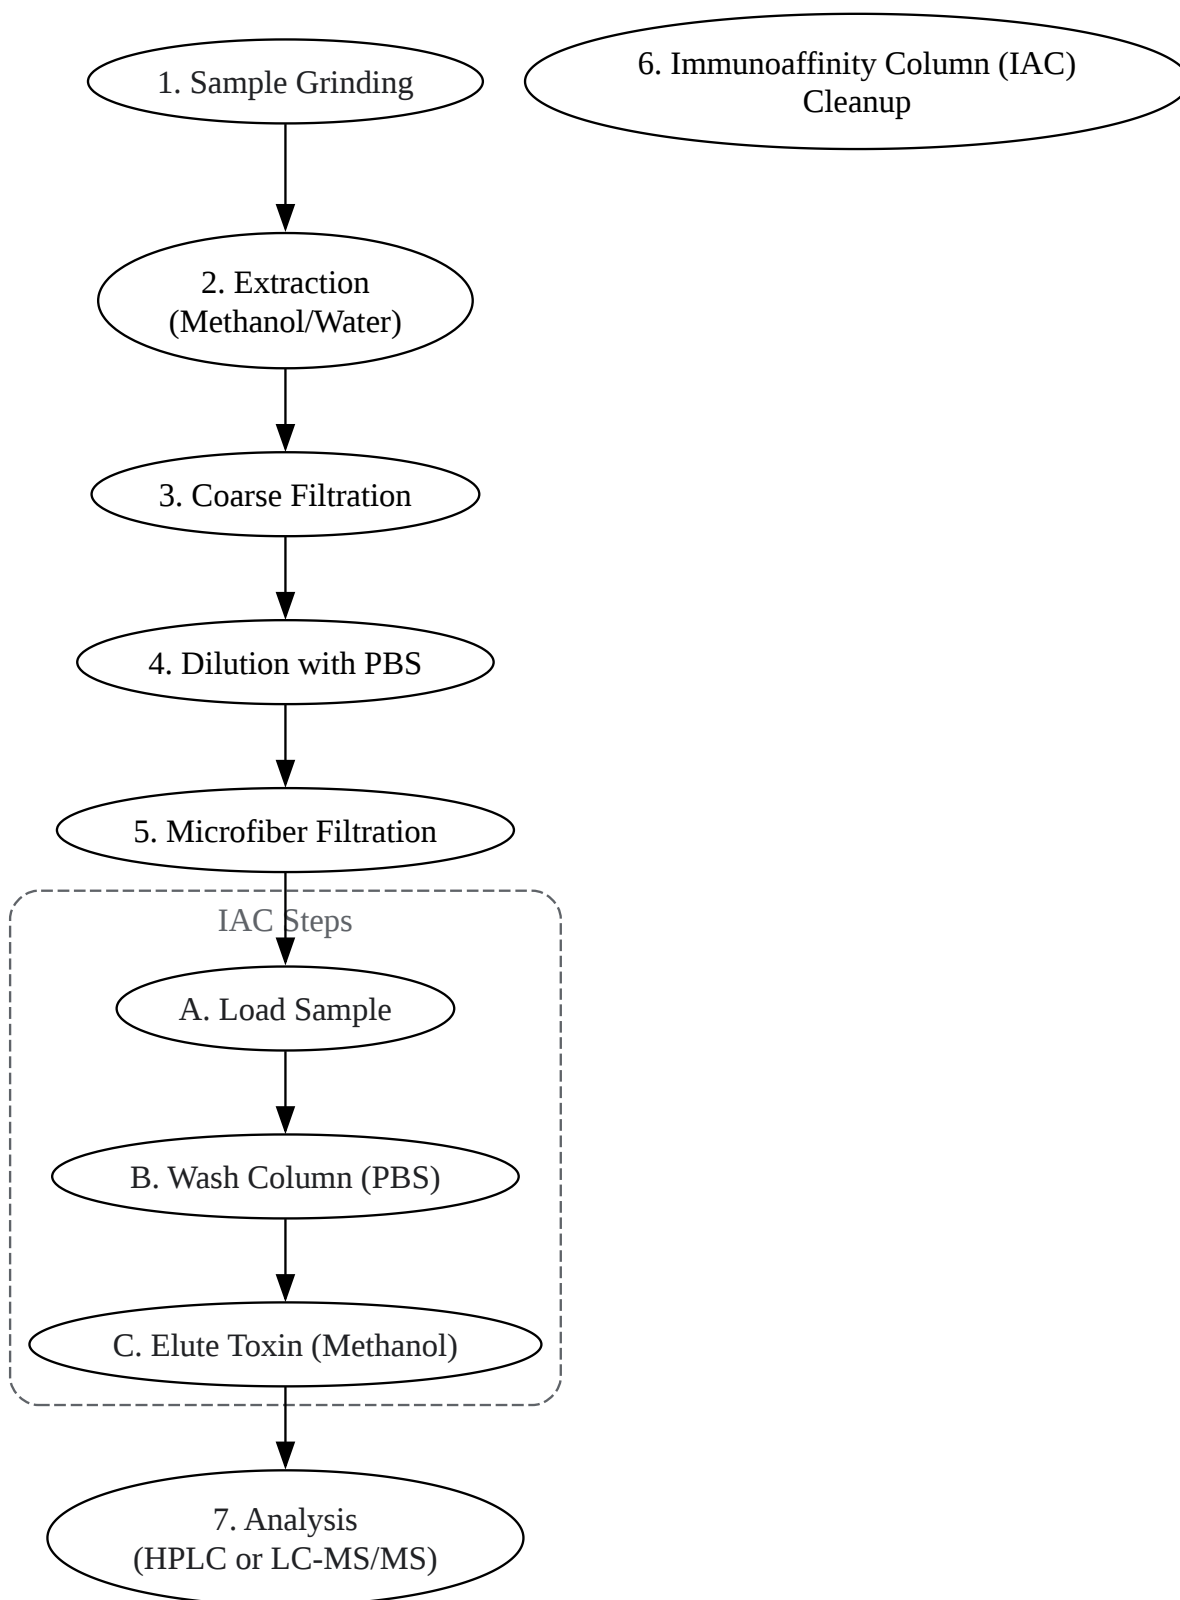 1. Sample Grinding
6. Immunoaffinity Column (IAC)
Cleanup
2. Extraction
(Methanol/Water)
3. Coarse Filtration
4. Dilution with PBS
5. Microfiber Filtration
IAC Steps
A. Load Sample
B. Wash Column (PBS)
C. Elute Toxin (Methanol)
7. Analysis
(HPLC or LC-MS/MS)